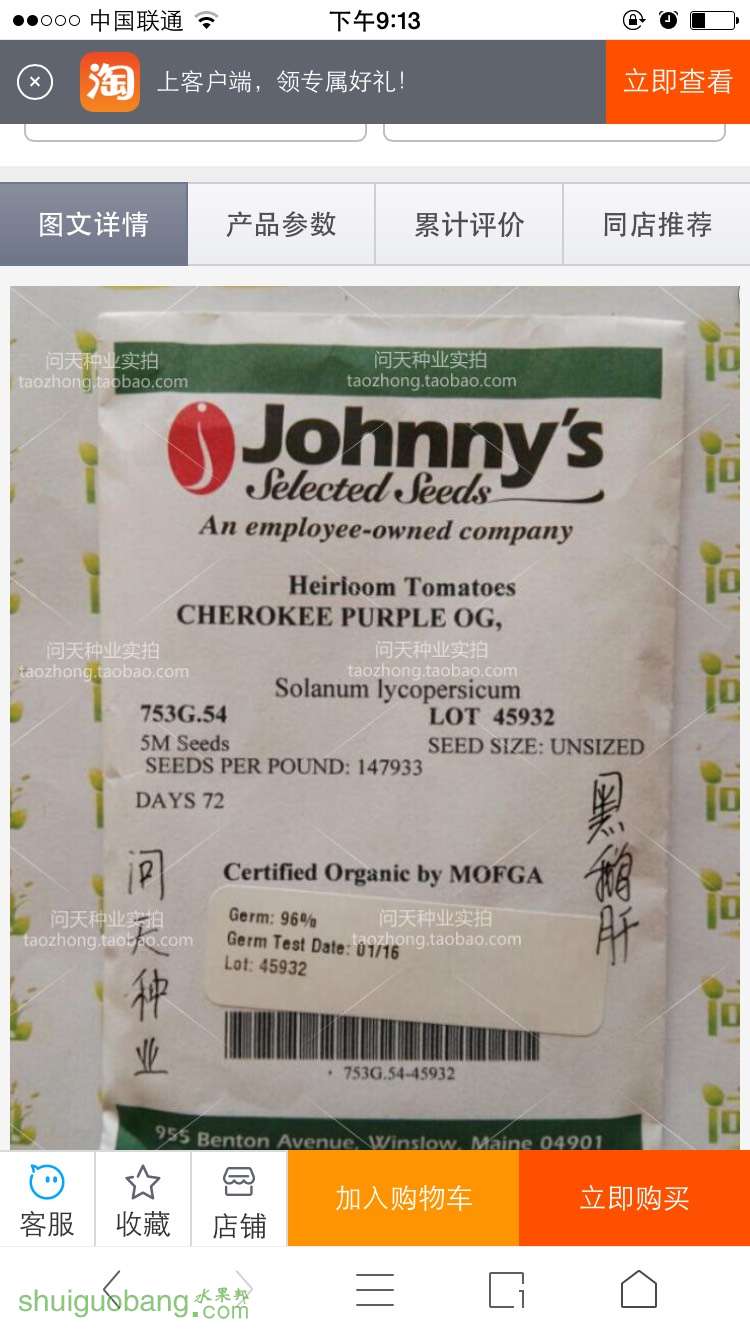 中国联通
下午9:13
上客户端，领专属好礼！
立即查看
图文详情
产品参数
累计评价
同店推荐
问天种业实拍
taozhong.taobao.com
问天种业实拍
taozhong.taobao.com
Johnny's
Selected Seeds
An employee-owned company
Heirloom Tomatoes
CHEROKEE PURPLE OG,
问天种业实拍
taozhong.taobao.com
问天种业实拍
taozhong.taobao.com
Solanum lycopersicum
753G.54
LOT 45932
5M Seeds
SEED SIZE: UNSIZED
SEEDS PER POUND: 147933
DAYS 72
黑鹅肝
问天种业
Certified Organic by MOFGA
Germ: 96%
Germ Test Date: 01/16
Lot: 45932
问天种业实拍
taozhong.taobao.com
问天种业实拍
taozhong.taobao.com
753G.54-45932
955 Benton Avenue, Winslow, Maine 04901
客服
收藏
店铺
加入购物车
立即购买
1
shuiguobang.com
水果邦